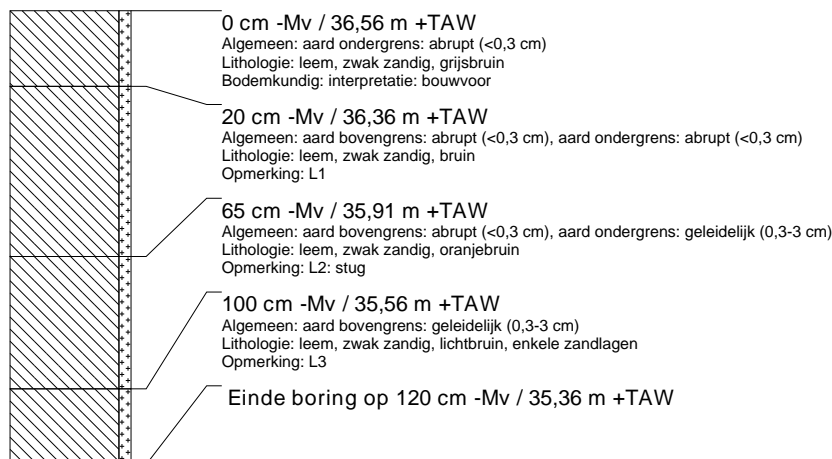 0 cm -Mv / 36,56 m +TAW
Algemeen: aard ondergrens: abrupt (<0,3 cm)
Lithologie: leem, zwak zandig, grijsbruin
Bodemkundig: interpretatie: bouwvoor
20 cm -Mv / 36,36 m +TAW
Algemeen: aard bovengrens: abrupt (<0,3 cm), aard ondergrens: abrupt (<0,3 cm)
Lithologie: leem, zwak zandig, bruin
Opmerking: L1
65 cm -Mv / 35,91 m +TAW
Algemeen: aard bovengrens: abrupt (<0,3 cm), aard ondergrens: geleidelijk (0,3-3 cm)
Lithologie: leem, zwak zandig, oranjebruin
Opmerking: L2: stug
100 cm -Mv / 35,56 m +TAW
Algemeen: aard bovengrens: geleidelijk (0,3-3 cm)
Lithologie: leem, zwak zandig, lichtbruin, enkele zandlagen
Opmerking: L3
Einde boring op 120 cm -Mv / 35,36 m +TAW